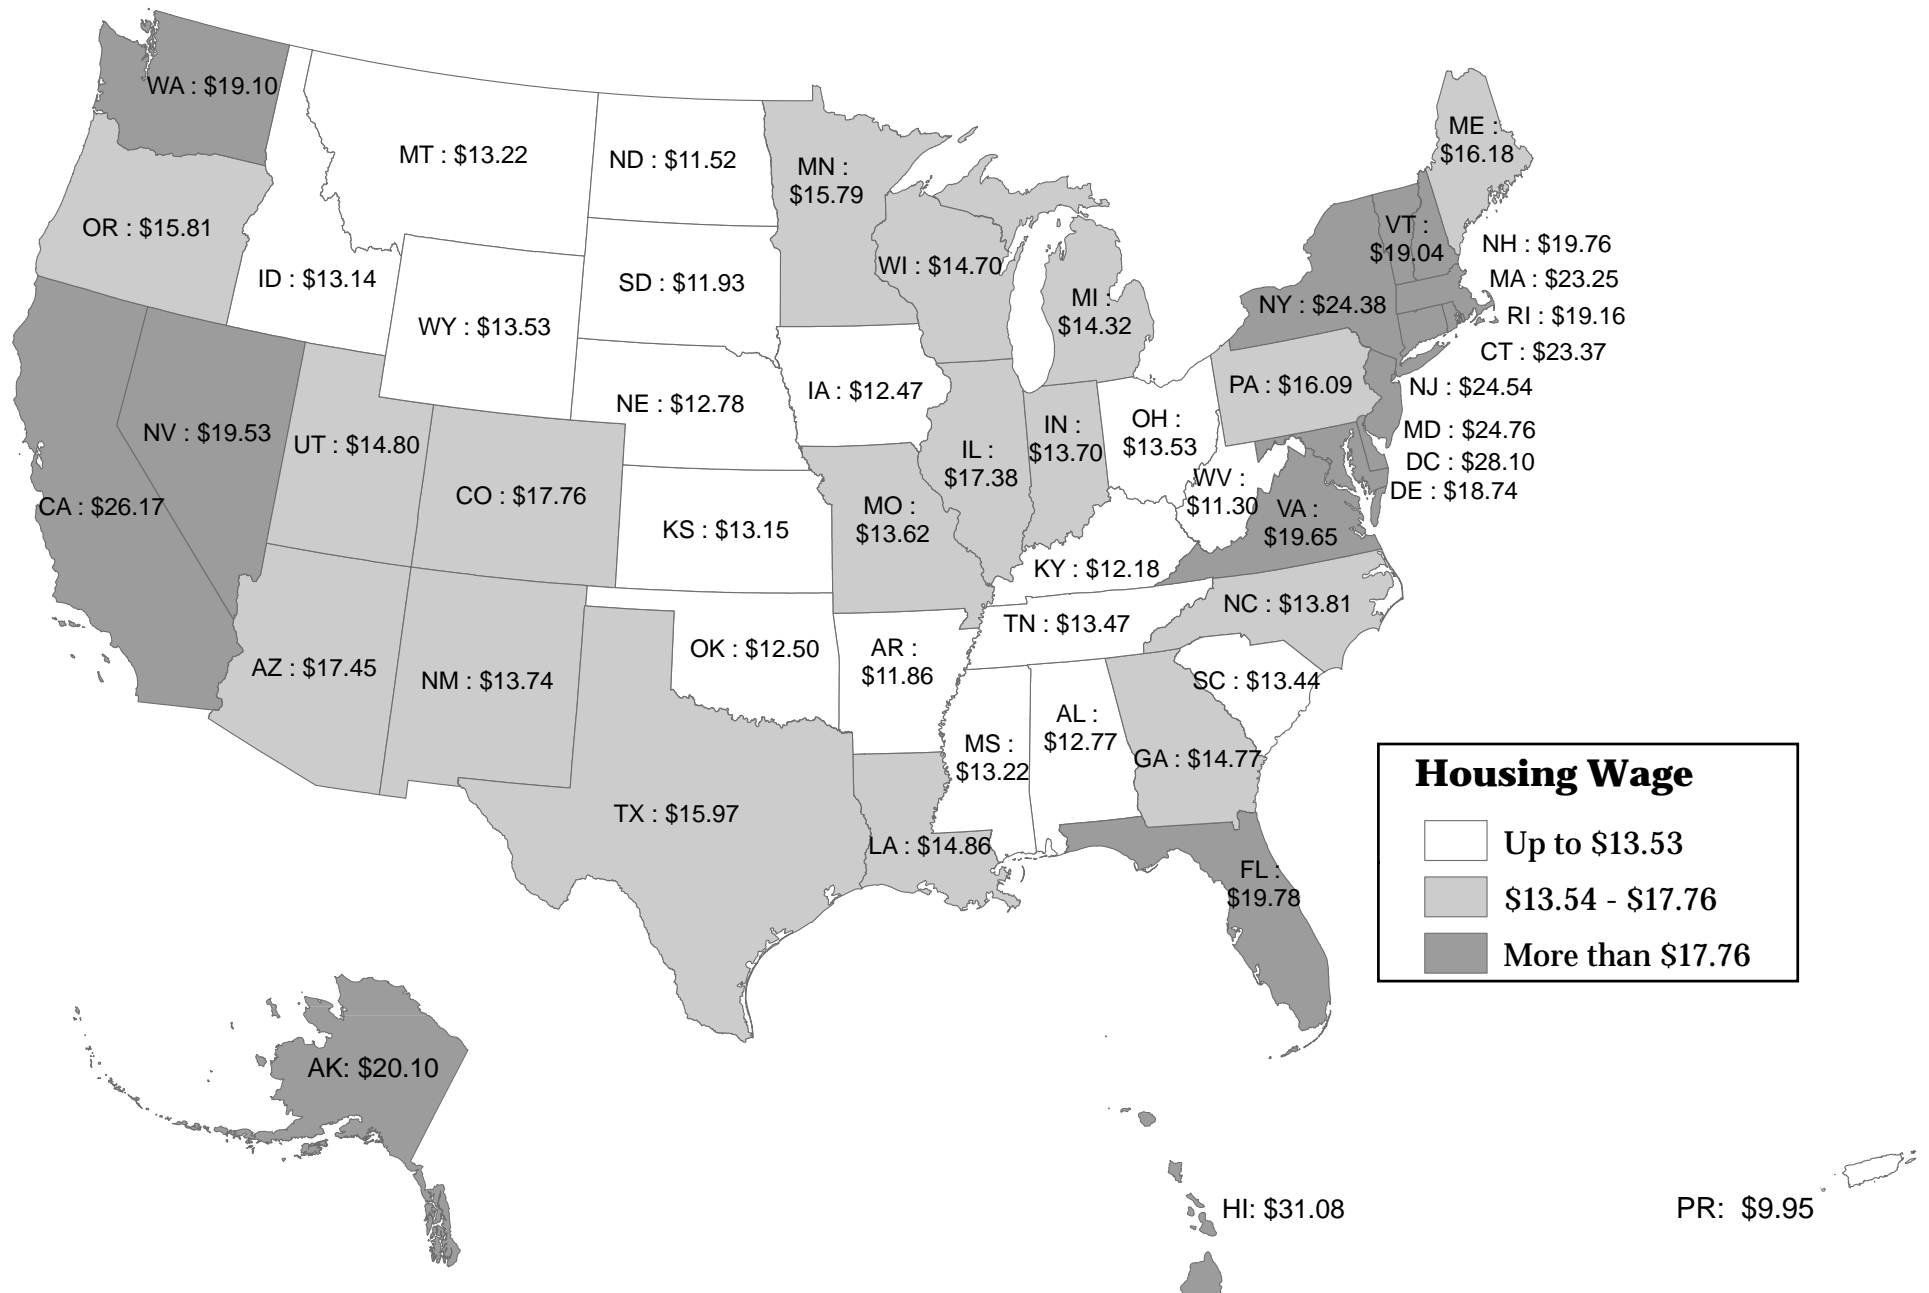 WA : $19.10
MT : $13.22
ND : $11.52
MN :
$15.79
ME :
$16.18
OR : $15.81
ID : $13.14
WY : $13.53
SD : $11.93
WI : $14.70
MI :
$14.32
VT :
$19.04
NH : $19.76
MA : $23.25
NY : $24.38
RI : $19.16
CT : $23.37
PA : $16.09
NJ : $24.54
MD : $24.76
DC : $28.10
DE : $18.74
NV : $19.53
UT : $14.80
NE : $12.78
IA : $12.47
IL :
$17.38
IN :
$13.70
OH :
$13.53
WV :
$11.30
VA :
$19.65
CA : $26.17
CO : $17.76
KS : $13.15
MO :
$13.62
KY : $12.18
NC : $13.81
TN : $13.47
AZ : $17.45
NM : $13.74
OK : $12.50
AR :
$11.86
SC : $13.44
MS :
$13.22
AL :
$12.77
GA : $14.77
TX : $15.97
LA : $14.86
FL :
$19.78
Housing Wage
Up to $13.53
$13.54 - $17.76
More than $17.76
AK: $20.10
HI: $31.08
PR: $9.95